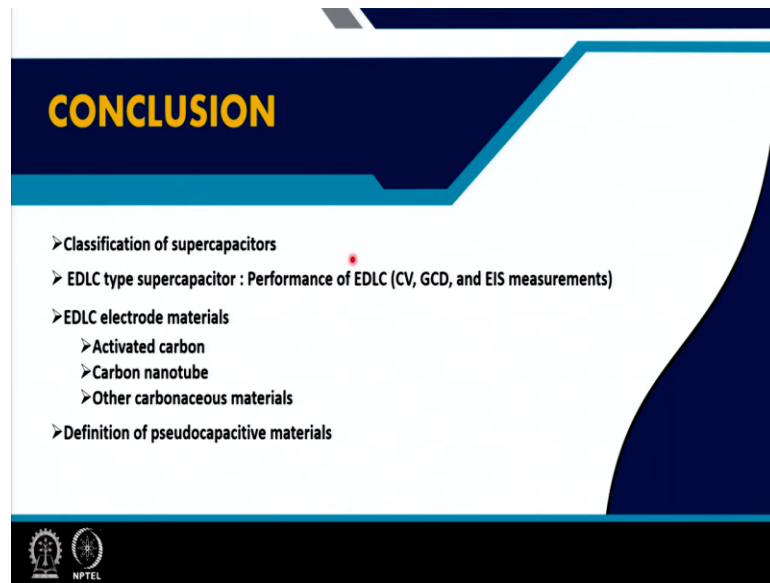 CONCLUSION
➢Classification of supercapacitors
➢ EDLC type supercapacitor : Performance of EDLC (CV, GCD, and EIS measurements)
➢EDLC electrode materials
➢Activated carbon
➢Carbon nanotube
➢Other carbonaceous materials
➢Definition of pseudocapacitive materials
NPTEL